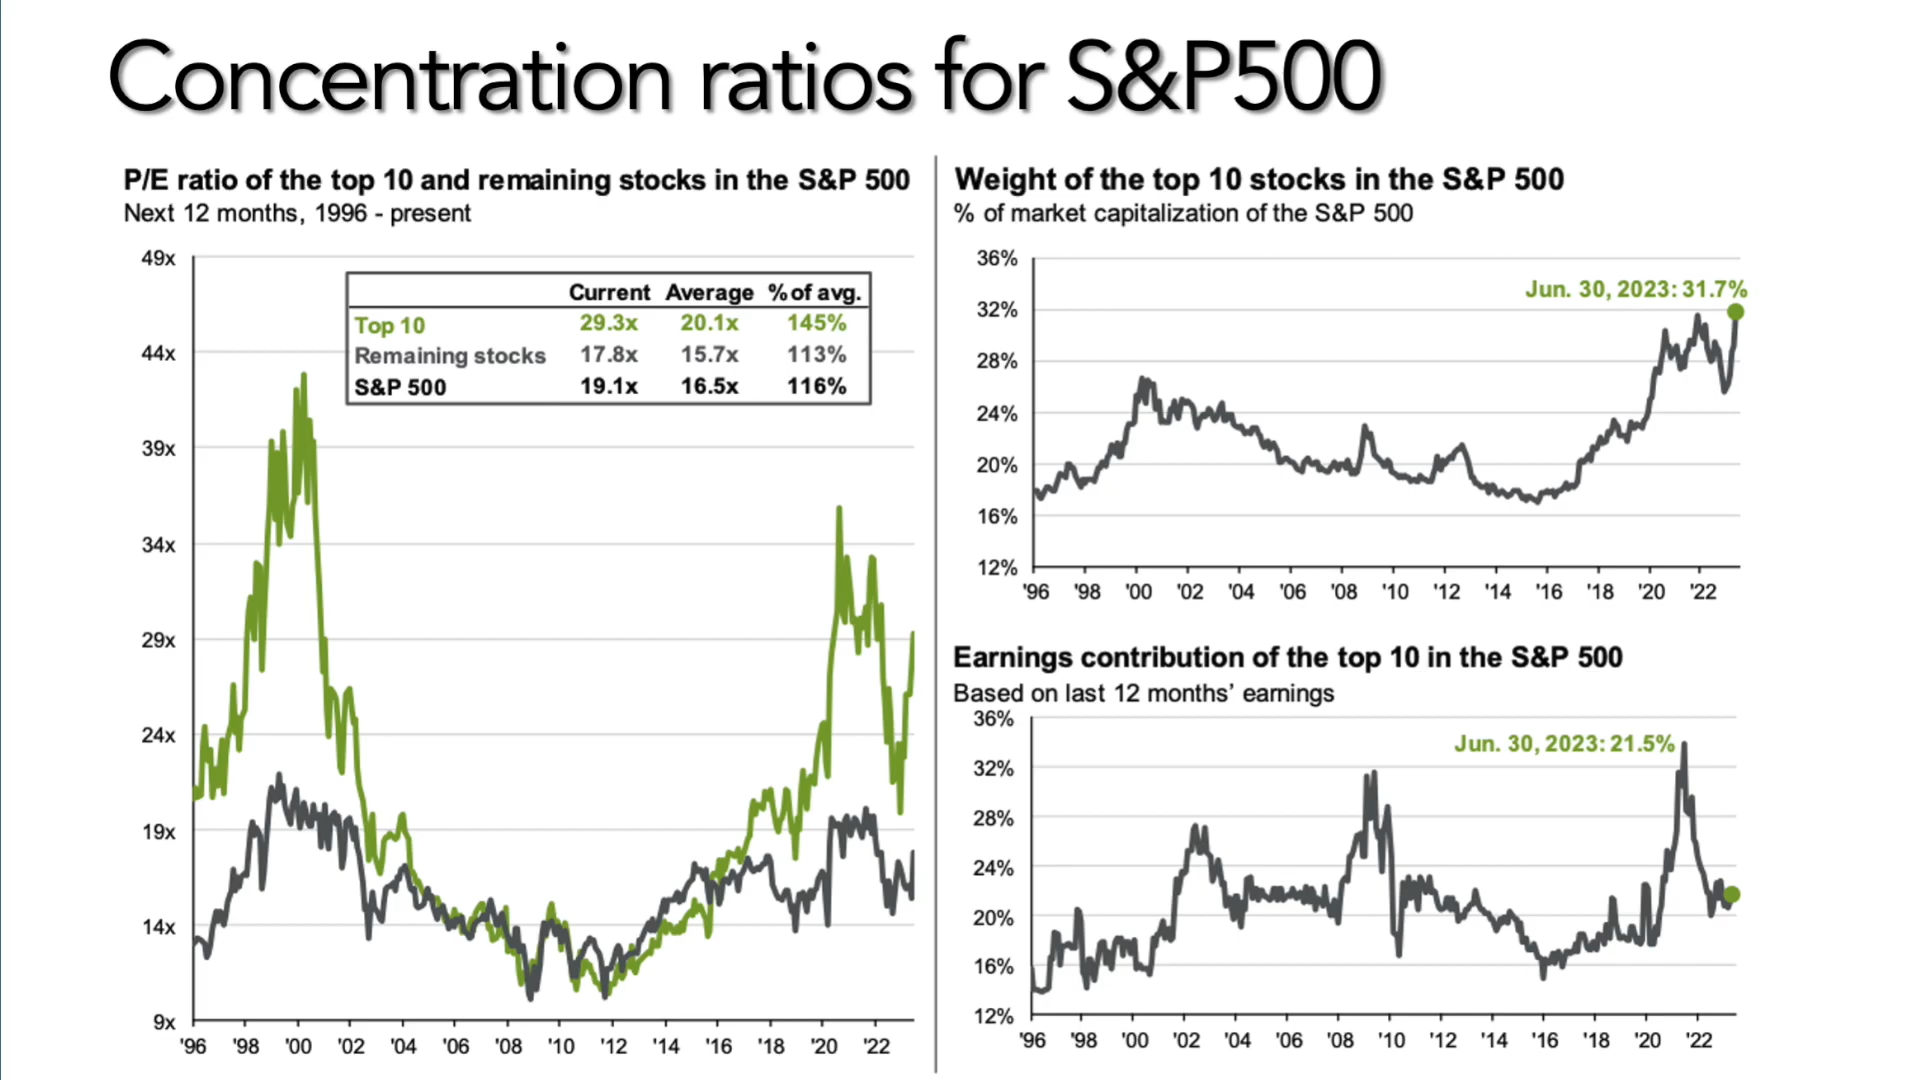 Concentration ratios for S&P500
P/E ratio of the top 10 and remaining stocks in the S&P 500
Next 12 months, 1996 - present
49x
44x
39x
34x
29x
24x
19x
14x
9x
Current Average % of avg.
Top 10 29.3x 20.1x 145%
Remaining stocks 17.8x 15.7x 113%
S&P 500 19.1x 16.5x 116%
'96 '98 '00 '02 '04 '06 '08 '10 '12 '14 '16 '18 '20 '22
Weight of the top 10 stocks in the S&P 500
% of market capitalization of the S&P 500
36%
Jun. 30, 2023: 31.7%
32%
28%
24%
20%
16%
12%
'96 '98 '00 '02 '04 '06 '08 '10 '12 '14 '16 '18 '20 '22
Earnings contribution of the top 10 in the S&P 500
Based on last 12 months’ earnings
36%
Jun. 30, 2023: 21.5%
32%
28%
24%
20%
16%
12%
'96 '98 '00 '02 '04 '06 '08 '10 '12 '14 '16 '18 '20 '22